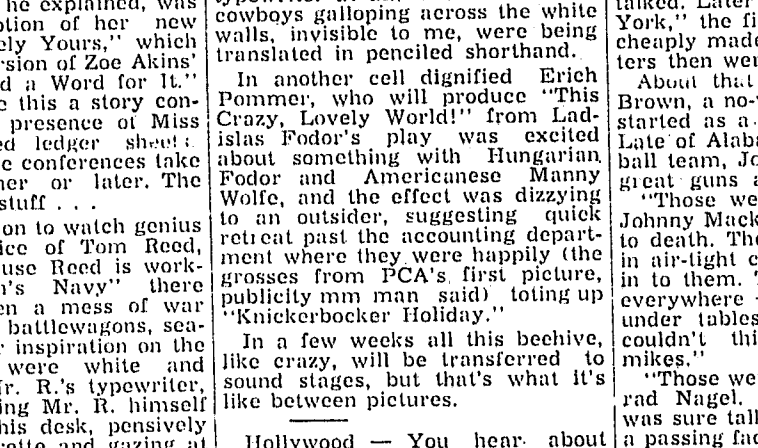 he explained, was
ption of her new
ely Yours," which
rsion of Zoe Akins'
d a Word for It."
e this a story con-
presence of Miss
ed ledger sheets
e conferences take
her or later. The
stuff . . .
on to watch genius
ice of Tom Reed,
use Reed is work-
n's Navy" there
en a mess of war
battlewagons, sea-
r inspiration on the
were white and
Mr. R.'s typewriter,
ing Mr. R. himself
his desk, pensively
and gazing at
cowboys galloping across the white
walls, invisible to me, were being
translated in penciled shorthand.
In another cell dignified Erich
Pommer, who will produce "This
Crazy, Lovely World!" from Lad-
islas Fodor's play was excited
about something with Hungarian
Fodor and Americanese Manny
Wolfe, and the effect was dizzying
to an outsider, suggesting quick
retreat past the accounting depart-
ment where they were happily (the
grosses from PCA's first picture,
publicity mm man said) toting up
"Knickerbocker Holiday."
In a few weeks all this beehive,
like crazy, will be transferred to
sound stages, but that's what it's
like between pictures.
Hollywood — You hear about
talked. Later
York," the fi
cheaply made
ters then wer
About that
Brown, a no-
started as a
Late of Alaba
ball team, Jo
great guns a
"Those we
Johnny Mack
to death. The
in air-tight c
in to them.
everywhere
under tables
couldn't thi
mikes."
"Those we
rad Nagel.
was sure tall
a passing fad